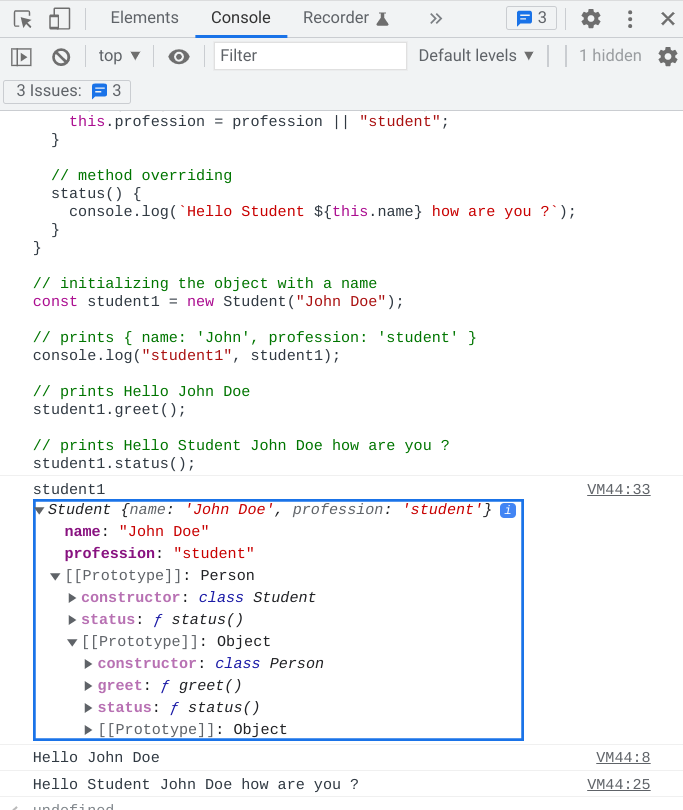 Elements Console Recorder 3
top Filter Default levels 1 hidden
3 Issues: 3
this.profession = profession || "student";
}
// method overriding
status() {
console.log(`Hello Student ${this.name} how are you ?`);
}
}
// initializing the object with a name
const student1 = new Student("John Doe");
// prints { name: 'John', profession: 'student' }
console.log("student1", student1);
// prints Hello John Doe
student1.greet();
// prints Hello Student John Doe how are you ?
student1.status();
student1 VM44:33
Student {name: 'John Doe', profession: 'student'} i
name: "John Doe"
profession: "student"
[[Prototype]]: Person
constructor: class Student
status: ƒ status()
[[Prototype]]: Object
constructor: class Person
greet: ƒ greet()
status: ƒ status()
[[Prototype]]: Object
Hello John Doe VM44:8
Hello Student John Doe how are you ? VM44:25
undefined